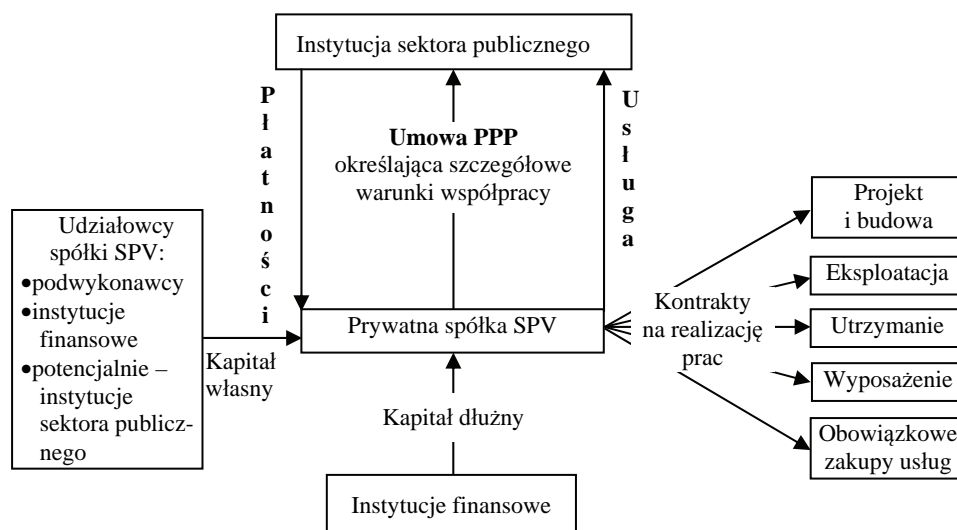 Instytucja sektora publicznego
Płatności
Umowa PPP
określająca szczegółowe
warunki współpracy
Usługa
Udziałowcy
spółki SPV:
•podwykonawcy
•instytucje
finansowe
•potencjalnie –
instytucje
sektora publicz-
nego
Kapitał
własny
Prywatna spółka SPV
Kapitał dłużny
Instytucje finansowe
Kontrakty
na realizację
prac
Projekt
i budowa
Eksploatacja
Utrzymanie
Wyposażenie
Obowiązkowe
zakupy usług